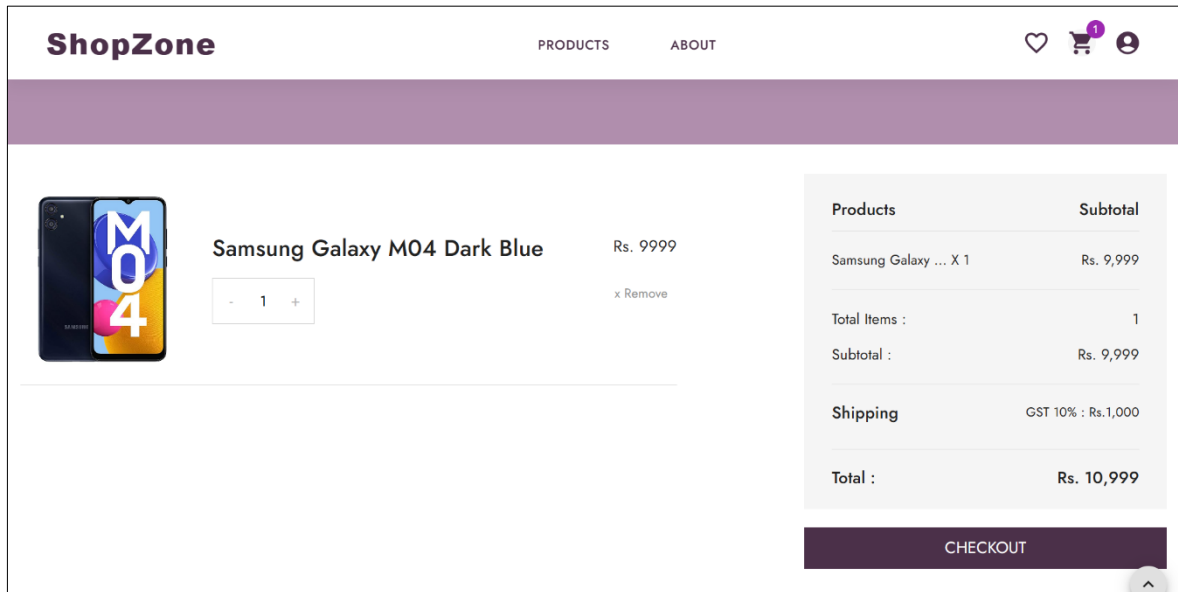 ShopZone
PRODUCTS ABOUT
1
M04
SAMSUNG
Samsung Galaxy M04 Dark Blue
Rs. 9999
- 1 +
x Remove
Products Subtotal
Samsung Galaxy ... X 1 Rs. 9,999
Total Items : 1
Subtotal : Rs. 9,999
Shipping GST 10% : Rs.1,000
Total : Rs. 10,999
CHECKOUT